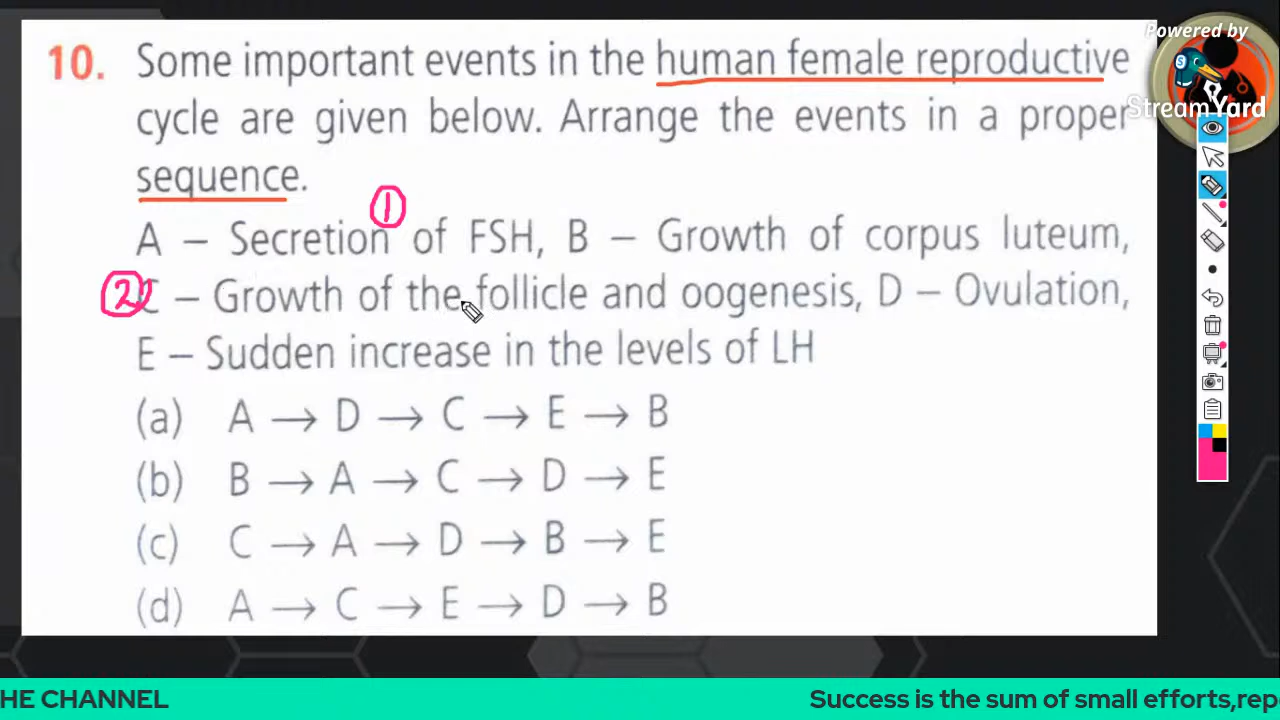 Powered by
StreamYard
10. Some important events in the human female reproductive
cycle are given below. Arrange the events in a proper
sequence.
1
A – Secretion of FSH, B – Growth of corpus luteum,
2 C – Growth of the follicle and oogenesis, D – Ovulation,
E – Sudden increase in the levels of LH
(a) A → D → C → E → B
(b) B → A → C → D → E
(c) C → A → D → B → E
(d) A → C → E → D → B
HE CHANNEL Success is the sum of small efforts,rep